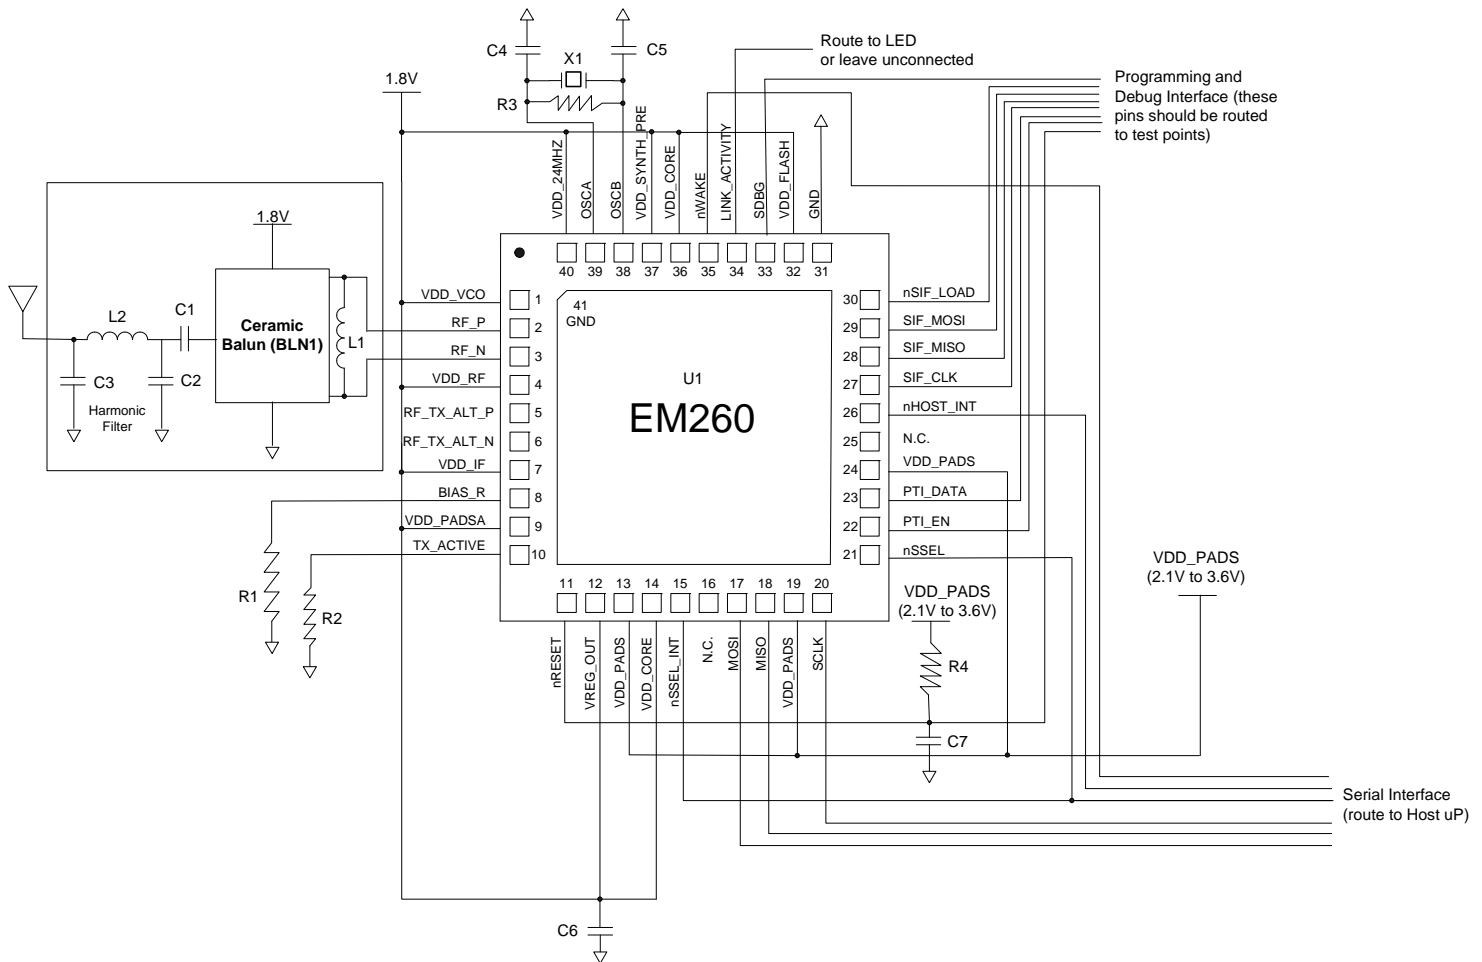 C4
C5
X1
R3
Route to LED
or leave unconnected
1.8V
Programming and
Debug Interface (these
pins should be routed
to test points)
VDD_24MHZ
OSCA
OSCB
VDD_SYNTH_PRE
VDD_CORE
nWAKE
LINK_ACTIVITY
SDBG
VDD_FLASH
GND
40
39
38
37
36
35
34
33
32
31
1.8V
L2
C1
Ceramic
Balun (BLN1)
L1
C3
C2
Harmonic
Filter
VDD_VCO
1
RF_P
2
RF_N
3
VDD_RF
4
RF_TX_ALT_P
5
RF_TX_ALT_N
6
VDD_IF
7
BIAS_R
8
VDD_PADSA
9
TX_ACTIVE
10
41
GND
U1
EM260
30
nSIF_LOAD
29
SIF_MOSI
28
SIF_MISO
27
SIF_CLK
26
nHOST_INT
25
N.C.
24
VDD_PADS
23
PTI_DATA
22
PTI_EN
21
nSSEL
R1
R2
11
12
13
14
15
16
17
18
19
20
nRESET
VREG_OUT
VDD_PADS
VDD_CORE
nSSEL_INT
N.C.
MOSI
MISO
VDD_PADS
SCLK
VDD_PADS
(2.1V to 3.6V)
R4
C7
VDD_PADS
(2.1V to 3.6V)
Serial Interface
(route to Host uP)
C6